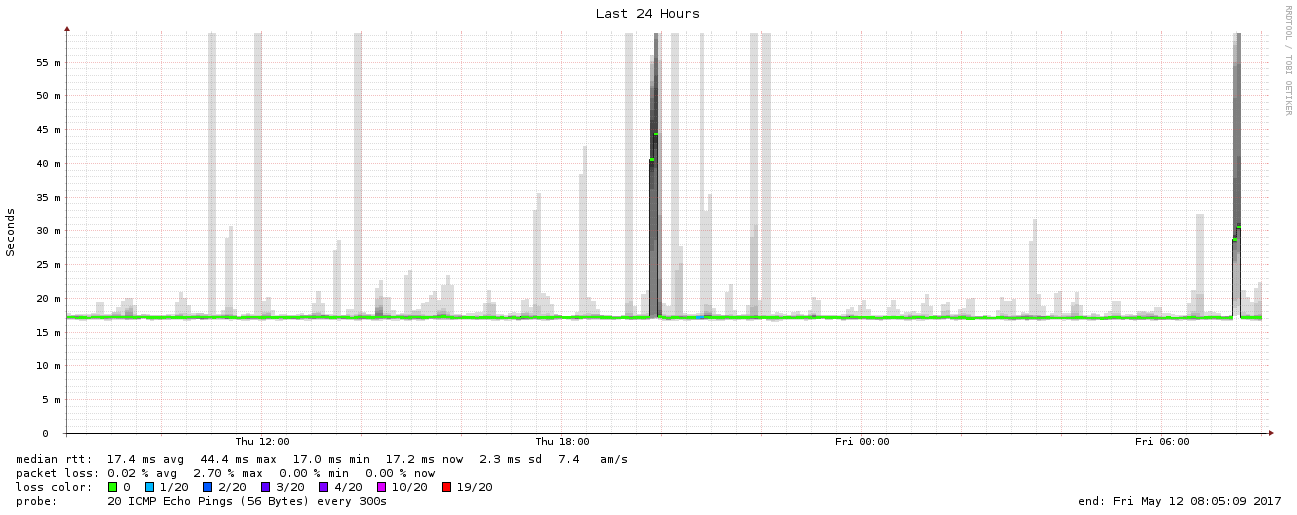 Last 24 Hours
RRDTOOL / TOBI OETIKER
Seconds
55 m
50 m
45 m
40 m
35 m
30 m
25 m
20 m
15 m
10 m
5 m
0
Thu 12:00 Thu 18:00 Fri 00:00 Fri 06:00
median rtt: 17.4 ms avg 44.4 ms max 17.0 ms min 17.2 ms now 2.3 ms sd 7.4 am/s
packet loss: 0.02 % avg 2.70 % max 0.00 % min 0.00 % now
loss color: 0 1/20 2/20 3/20 4/20 10/20 19/20
probe: 20 ICMP Echo Pings (56 Bytes) every 300s end: Fri May 12 08:05:09 2017